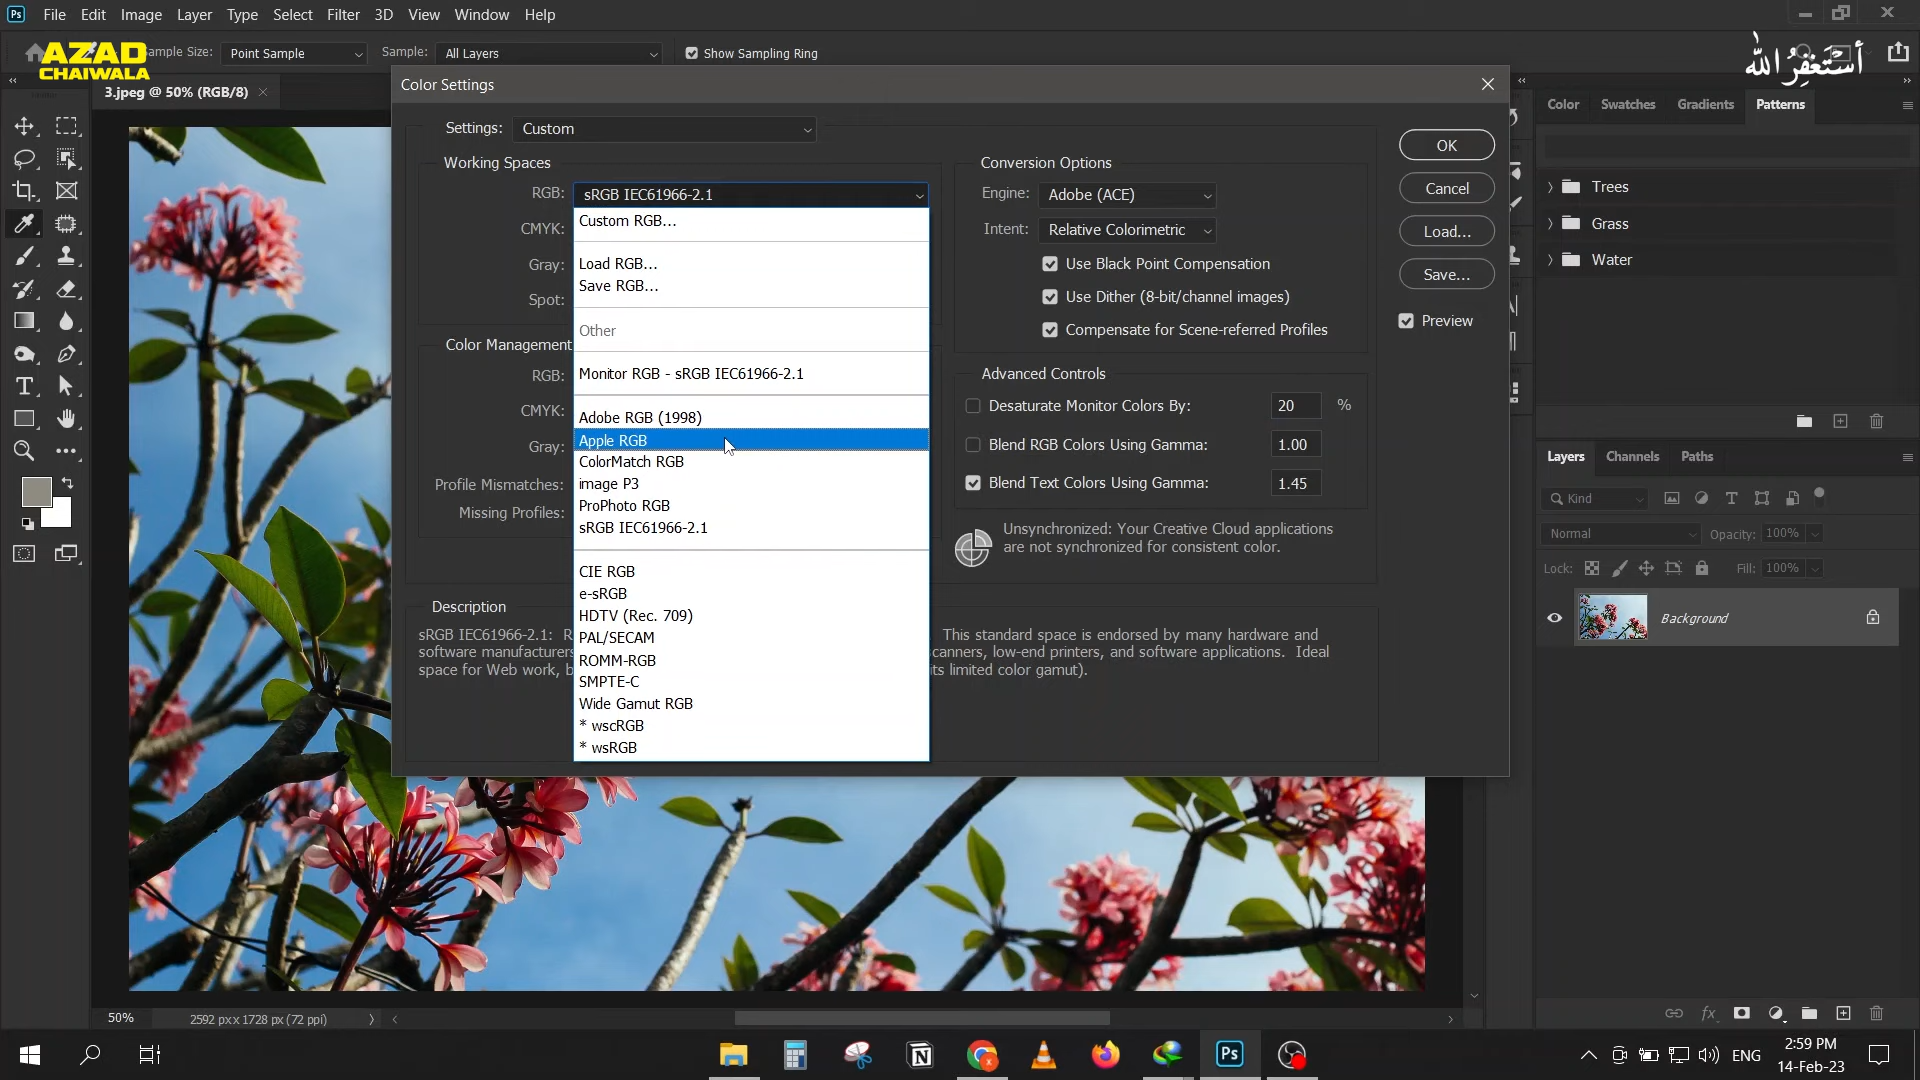 Ps File Edit Image Layer Type Select Filter 3D View Window Help
AZAD
CHAIWALA
ample Size: Point Sample Sample: All Layers Show Sampling Ring
أَسْتَغْفِرُ اللّٰه
3.jpeg @ 50% (RGB/8)
Color Settings
Settings: Custom
Working Spaces
RGB: sRGB IEC61966-2.1
CMYK:
Gray:
Spot:
Custom RGB...
Load RGB...
Save RGB...
Other
Monitor RGB - sRGB IEC61966-2.1
Adobe RGB (1998)
Apple RGB
ColorMatch RGB
image P3
ProPhoto RGB
sRGB IEC61966-2.1
CIE RGB
e-sRGB
HDTV (Rec. 709)
PAL/SECAM
ROMM-RGB
SMPTE-C
Wide Gamut RGB
* wscRGB
* wsRGB
Color Management
RGB:
CMYK:
Gray:
Profile Mismatches:
Missing Profiles:
Conversion Options
Engine: Adobe (ACE)
Intent: Relative Colorimetric
Use Black Point Compensation
Use Dither (8-bit/channel images)
Compensate for Scene-referred Profiles
Advanced Controls
Desaturate Monitor Colors By: 20 %
Blend RGB Colors Using Gamma: 1.00
Blend Text Colors Using Gamma: 1.45
Unsynchronized: Your Creative Cloud applications
are not synchronized for consistent color.
OK
Cancel
Load...
Save...
Preview
Description
sRGB IEC61966-2.1: R This standard space is endorsed by many hardware and
software manufacturers canners, low-end printers, and software applications. Ideal
space for Web work, b its limited color gamut).
Color Swatches Gradients Patterns
Trees
Grass
Water
Layers Channels Paths
Kind
Normal Opacity: 100%
Lock: Fill: 100%
Background
fx
50% 2592 px x 1728 px (72 ppi)
Ps
ENG
2:59 PM
14-Feb-23